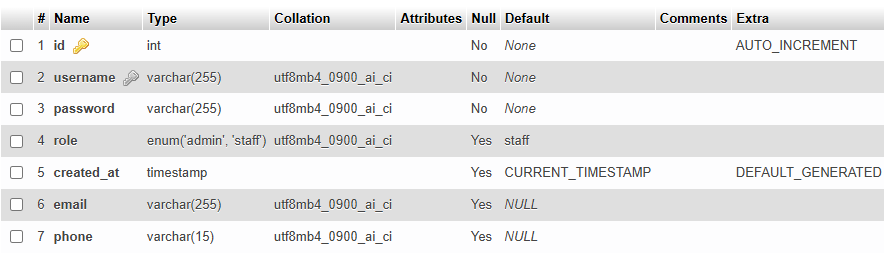 # Name Type Collation Attributes Null Default Comments Extra
1 id int No None AUTO_INCREMENT
2 username varchar(255) utf8mb4_0900_ai_ci No None
3 password varchar(255) utf8mb4_0900_ai_ci No None
4 role enum('admin', 'staff') utf8mb4_0900_ai_ci Yes staff
5 created_at timestamp Yes CURRENT_TIMESTAMP DEFAULT_GENERATED
6 email varchar(255) utf8mb4_0900_ai_ci Yes NULL
7 phone varchar(15) utf8mb4_0900_ai_ci Yes NULL